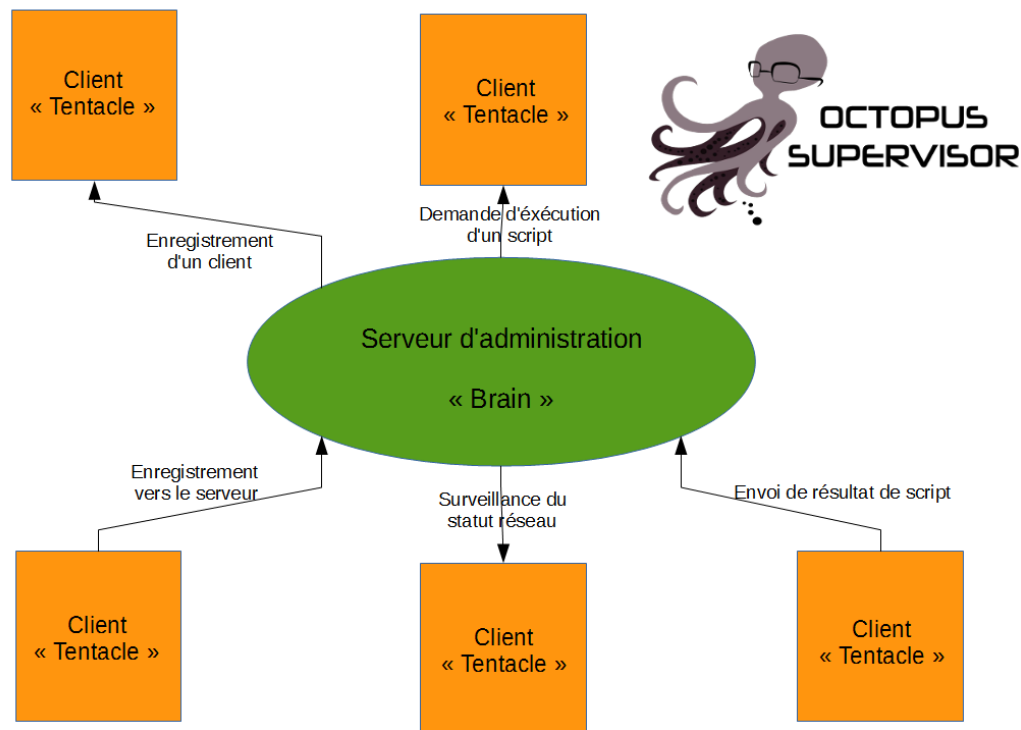 Client
« Tentacle »
Client
« Tentacle »
OCTOPUS
SUPERVISOR
Enregistrement
d'un client
Demande d'éxécution
d'un script
Serveur d'administration
« Brain »
Enregistrement
vers le serveur
Surveillance du
statut réseau
Envoi de résultat de script
Client
« Tentacle »
Client
« Tentacle »
Client
« Tentacle »